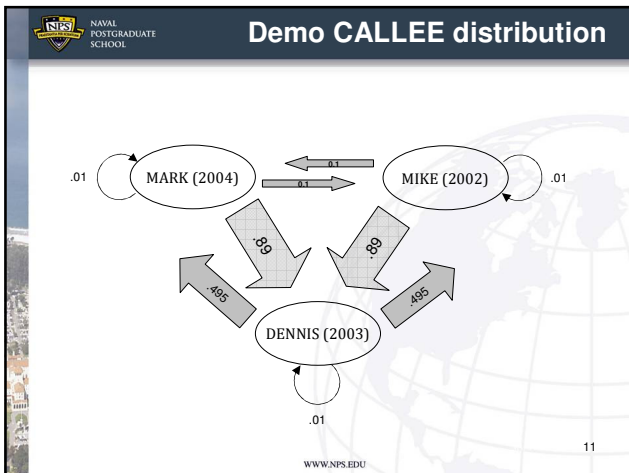 NPS
NAVAL
POSTGRADUATE
SCHOOL
Demo CALLEE distribution
.01
MARK (2004)
0.1
0.1
MIKE (2002)
.01
.89
.89
.495
.495
DENNIS (2003)
.01
11
WWW.NPS.EDU